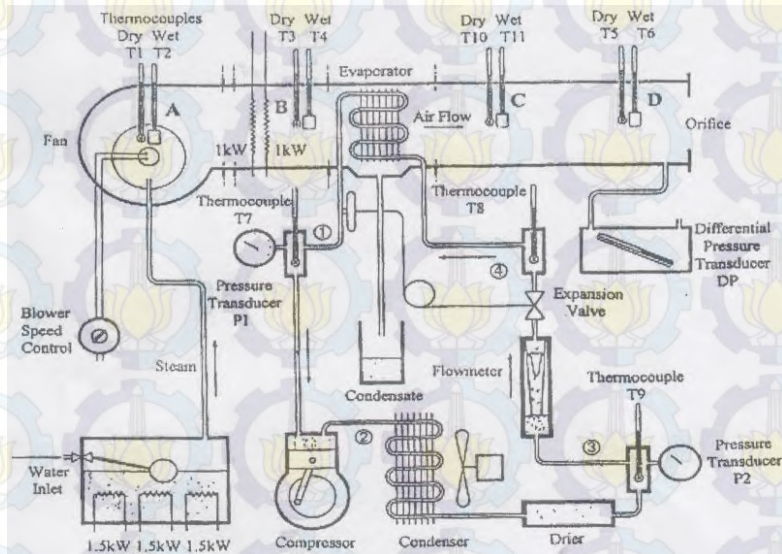 Thermocouples
Dry Wet
T1 T2
Dry Wet
T3 T4
Dry Wet
T10 T11
Dry Wet
T5 T6
Evaporator
A
B
C
D
Air Flow
Fan
Orifice
1kW 1kW
Thermocouple
T7
Thermocouple
T8
①
④
Differential
Pressure
Transducer
DP
Pressure
Transducer
P1
Expansion
Valve
Blower
Speed
Control
Steam
Condensate
Flowmeter
Thermocouple
T9
②
③
Water
Inlet
Pressure
Transducer
P2
1.5kW 1.5kW 1.5kW
Compressor
Condenser
Drier